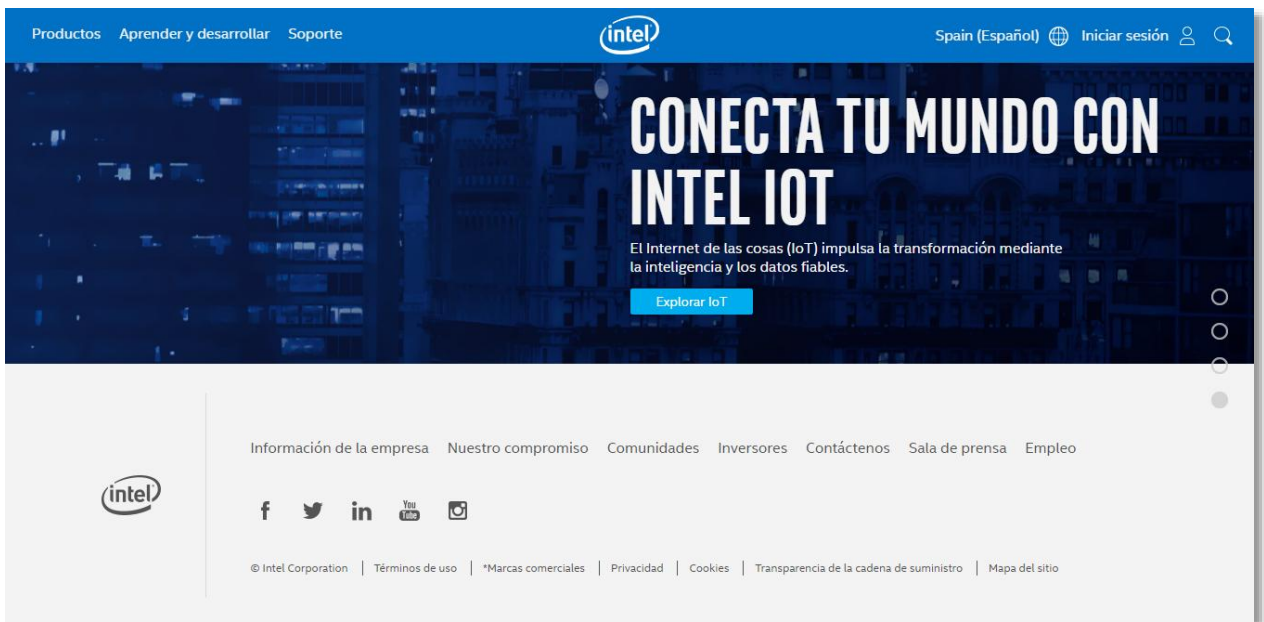 Productos Aprender y desarrollar Soporte intel Spain (Español) Iniciar sesión
CONECTA TU MUNDO CON
INTEL IOT
El Internet de las cosas (IoT) impulsa la transformación mediante
la inteligencia y los datos fiables.
Explorar IoT
Información de la empresa Nuestro compromiso Comunidades Inversores Contáctenos Sala de prensa Empleo
intel
f in You Tube
© Intel Corporation | Términos de uso | *Marcas comerciales | Privacidad | Cookies | Transparencia de la cadena de suministro | Mapa del sitio